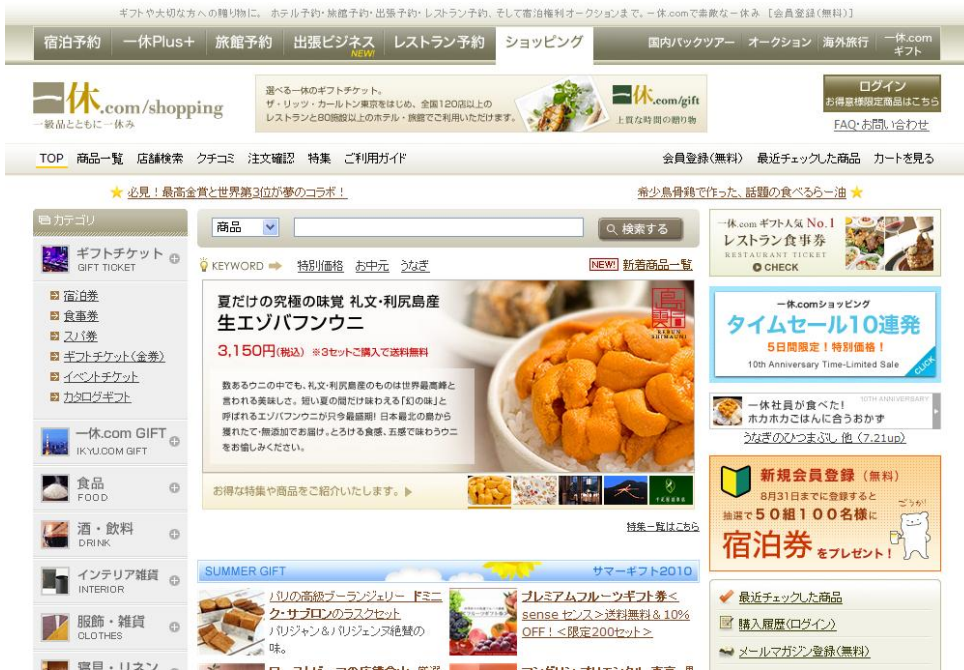 ギフトや大切な方への贈り物に。 ホテル予約・旅館予約・出張予約・レストラン予約、そして宿泊権利オークションまで。一休.comで素敵な一休み [会員登録(無料)]
宿泊予約 一休Plus+ 旅館予約 出張ビジネス NEW! レストラン予約 ショッピング 国内パックツアー オークション 海外旅行 一休.com ギフト
一休.com/shopping
一級品とともに一休み
選べる一休のギフトチケット。
ザ・リッツ・カールトン東京をはじめ、全国120店以上の
レストランと80施設以上のホテル・旅館でご利用いただけます。
一休.com/gift
上質な時間の贈り物
ログイン
お得意様限定商品はこちら
FAQ・お問い合わせ
TOP 商品一覧 店舗検索 クチコミ 注文確認 特集 ご利用ガイド 会員登録(無料) 最近チェックした商品 カートを見る
必見！最高金賞と世界第3位が夢のコラボ！
希少烏骨鶏で作った、話題の食べるらー油
カテゴリ
ギフトチケット
GIFT TICKET
宿泊券
食事券
スパ券
ギフトチケット(金券)
イベントチケット
カタログギフト
一休.com GIFT
IKYU.COM GIFT
食品
FOOD
酒・飲料
DRINK
インテリア雑貨
INTERIOR
服飾・雑貨
CLOTHES
寝具・リネン
商品 検索する
KEYWORD 特別価格 お中元 うなぎ NEW! 新着商品一覧
夏だけの究極の味覚 礼文・利尻島産
生エゾバフンウニ
3,150円(税込) ※3セットご購入で送料無料
数あるウニの中でも、礼文・利尻島産のものは世界最高峰と
言われる美味しさ。短い夏の間だけ味わえる「幻の味」と
呼ばれるエゾバフンウニが只今最盛期! 日本最北の島から
獲れたて・無添加でお届け。とろける食感、五感で味わうウニ
をお愉しみください。
お得な特集や商品をご紹介いたします。
特集一覧はこちら
SUMMER GIFT サマーギフト2010
パリの高級ブーランジェリー ドミニ
ク・サブロンのラスクセット
パリジャン＆パリジェンヌ絶賛の
味。
プレミアムフルーツギフト券＜
sense センス＞送料無料＆10%
OFF！＜限定200セット＞
一休.com ギフト人気 No.1
レストラン食事券
RESTAURANT TICKET
CHECK
一休.comショッピング
タイムセール10連発
5日間限定！特別価格！
10th Anniversary Time-Limited Sale
CLICK
10TH ANNIVERSARY
一休社員が食べた!
ホカホカごはんに合うおかず
うなぎのひつまぶし 他 (7.21up)
新規会員登録（無料）
8月31日までに登録すると
抽選で50組100名様に
宿泊券をプレゼント！
ごうか!
最近チェックした商品
購入履歴(ログイン)
メールマガジン登録(無料)